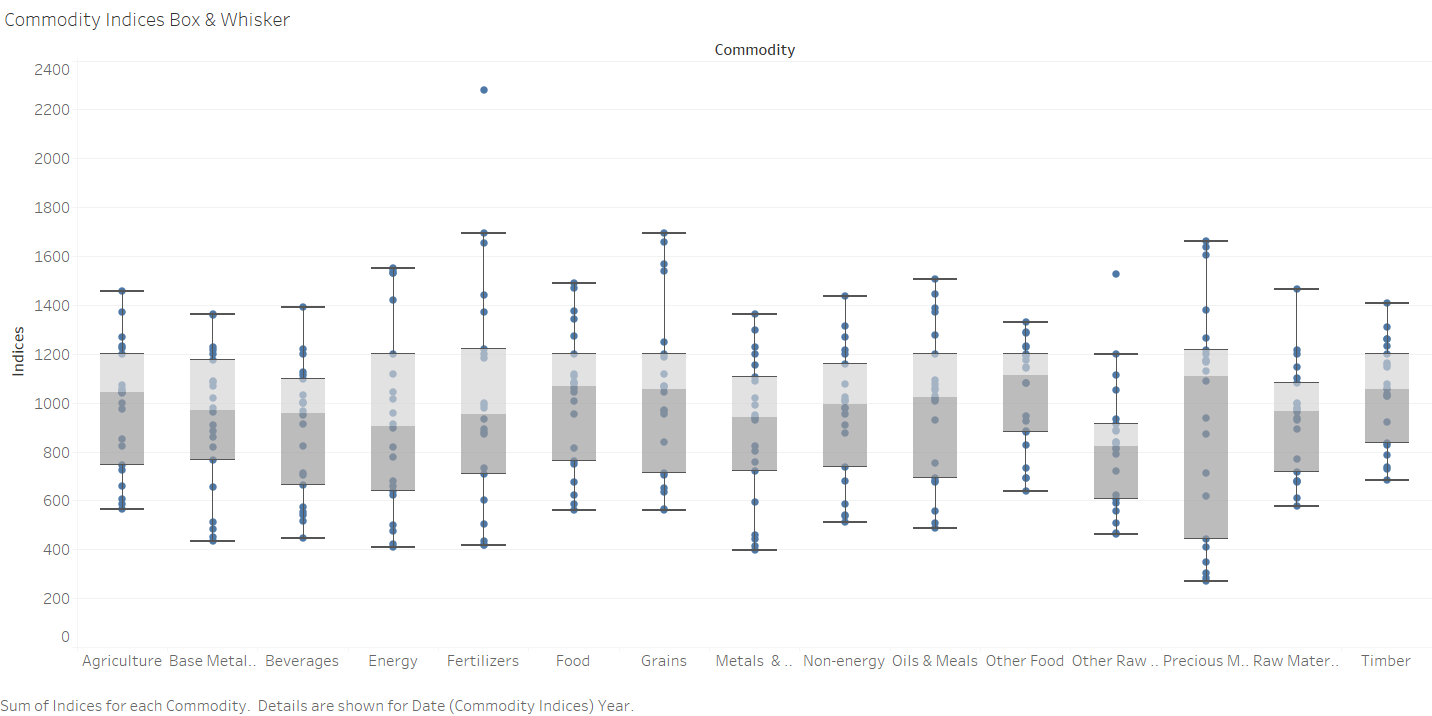 Commodity Indices Box & Whisker
Commodity
2400
2200
2000
1800
1600
1400
1200
1000
800
600
400
200
0
Indices
Agriculture Base Metal.. Beverages Energy Fertilizers Food Grains Metals & .. Non-energy Oils & Meals Other Food Other Raw .. Precious M.. Raw Mater.. Timber
Sum of Indices for each Commodity. Details are shown for Date (Commodity Indices) Year.